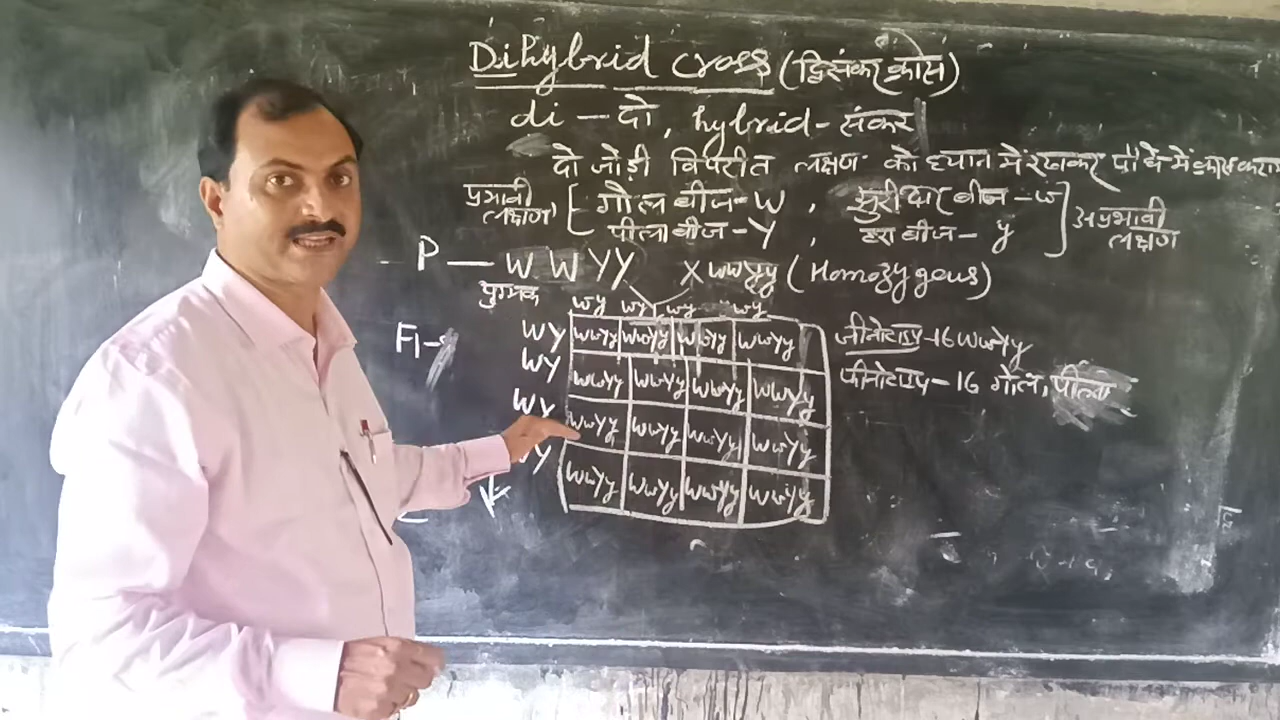 Dihybrid cross (द्विसंकर क्रोस)
di – दो, hybrid - संकर
दो जोड़ी विपरीत लक्षण को ध्यान में रखकर पौधे में क्रोस करा
प्रभावी लक्षण [ गोल बीज - W , झुर्रीदार बीज - w ] अप्रभावी लक्षण
पीला बीज - Y , हरा बीज - y
P — W W Y Y X wwyy (Homozygous)
युग्मक wy wy wy wy
F1 - WY WwYy WwYy WwYy WwYy जीनोटाइप - 16 WwYy
WY WwYy WwYy WwYy WwYy फीनोटाइप - 16 गोल, पीला
WY WwYy WwYy WwYy WwYy
WY WwYy WwYy WwYy WwYy